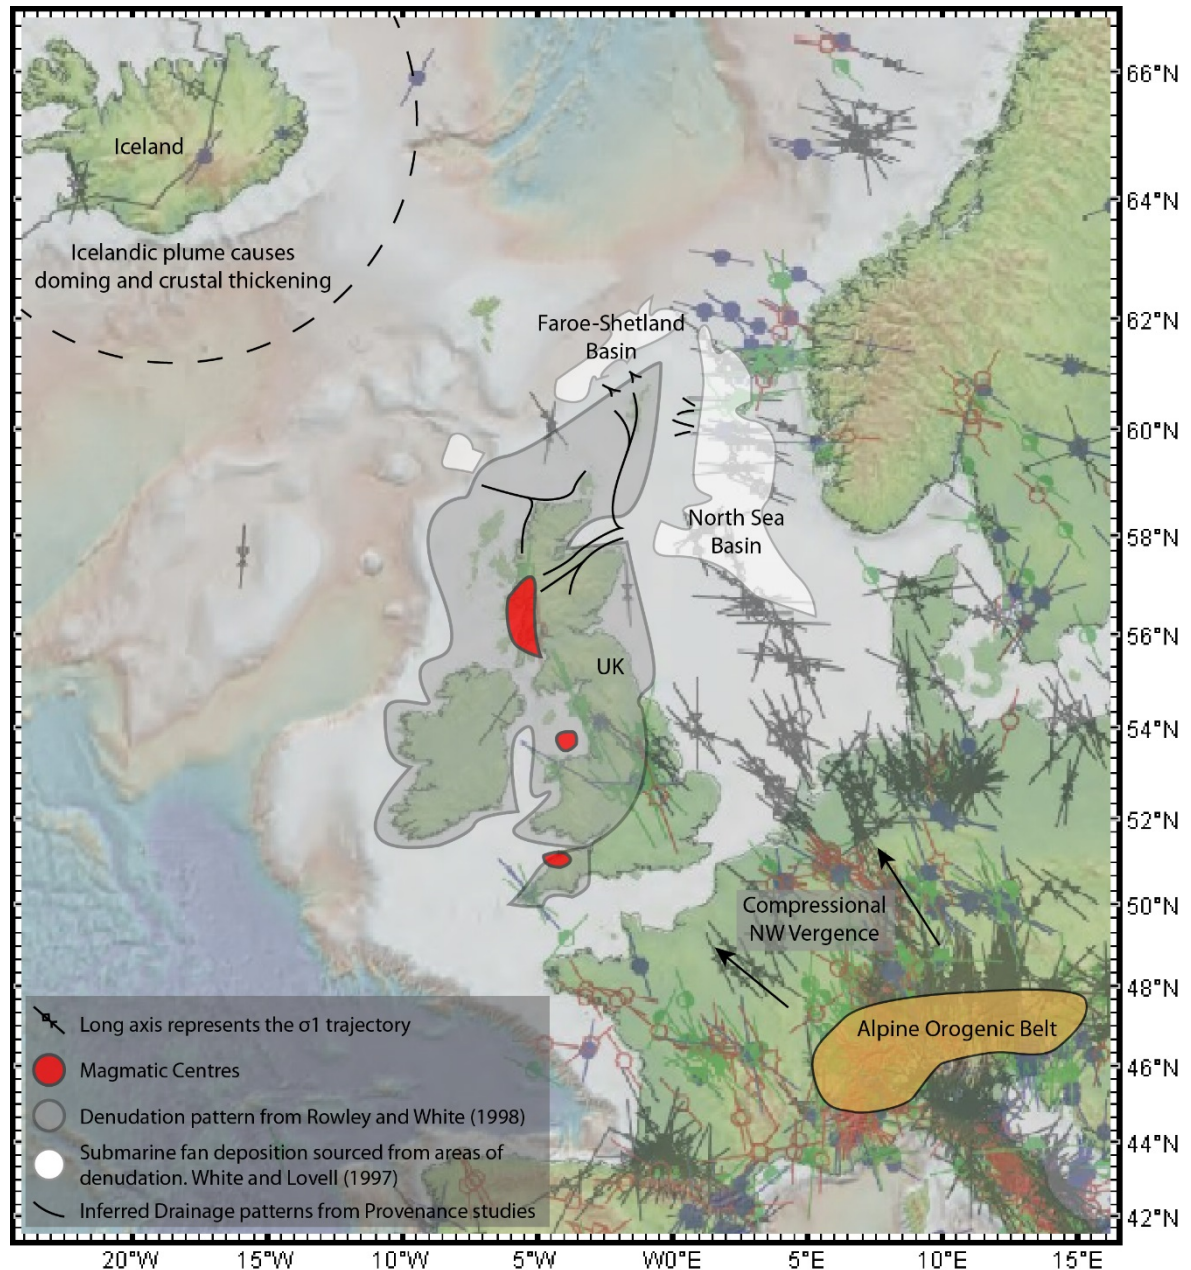 Iceland
Icelandic plume causes
doming and crustal thickening
Faroe-Shetland
Basin
North Sea
Basin
UK
Compressional
NW Vergence
Alpine Orogenic Belt
Long axis represents the σ1 trajectory
Magmatic Centres
Denudation pattern from Rowley and White (1998)
Submarine fan deposition sourced from areas of
denudation. White and Lovell (1997)
Inferred Drainage patterns from Provenance studies
66°N
64°N
62°N
60°N
58°N
56°N
54°N
52°N
50°N
48°N
46°N
44°N
42°N
20°W 15°W 10°W 5°W W0°E 5°E 10°E 15°E